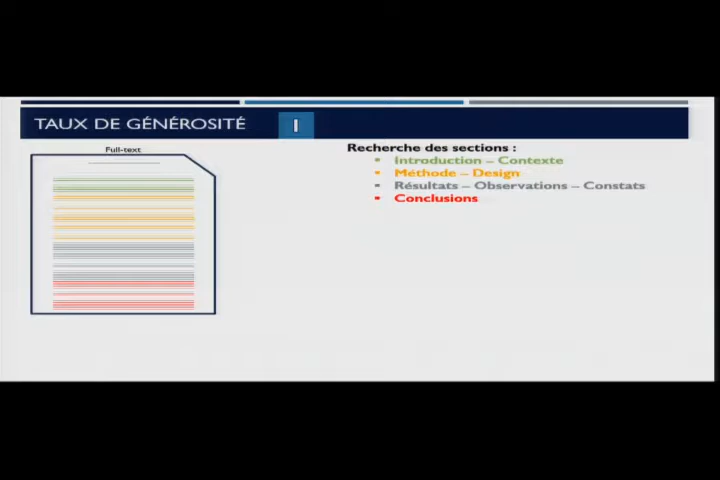 TAUX DE GÉNÉROSITÉ
I
Full-text
Recherche des sections :
Introduction – Contexte
Méthode – Design
Résultats – Observations – Constats
Conclusions